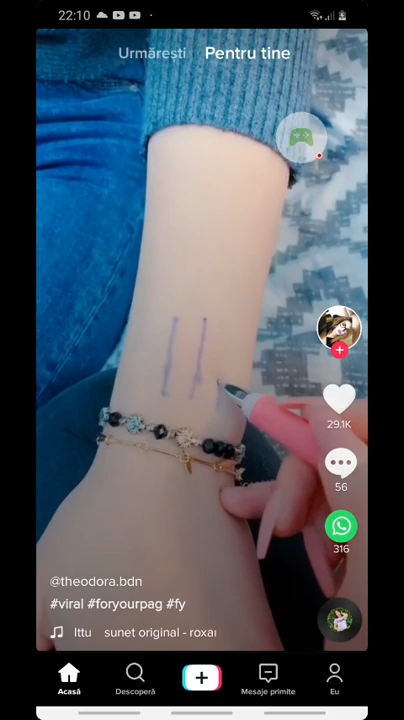 22:10
Urmărești Pentru tine
29.1K
56
316
@theodora.bdn
#viral #foryourpag #fy
Ittu sunet original - roxai
Acasă
Descoperă
Mesaje primite
Eu